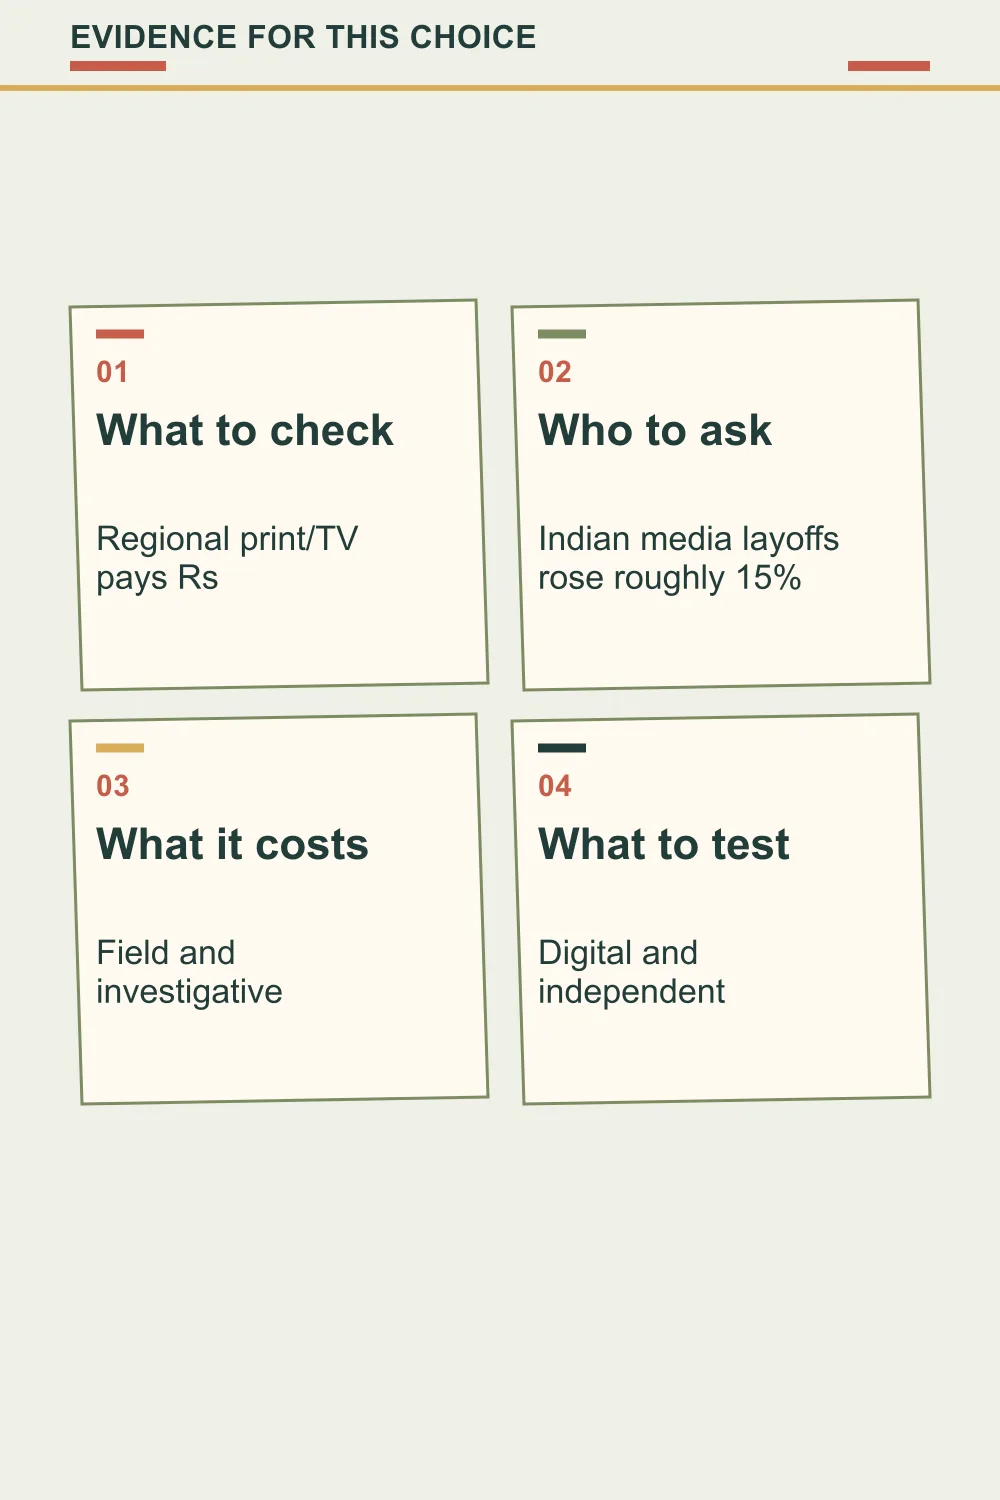 EVIDENCE FOR THIS CHOICE
01
What to check
Regional print/TV
pays Rs
02
Who to ask
Indian media layoffs
rose roughly 15%
03
What it costs
Field and
investigative
04
What to test
Digital and
independent